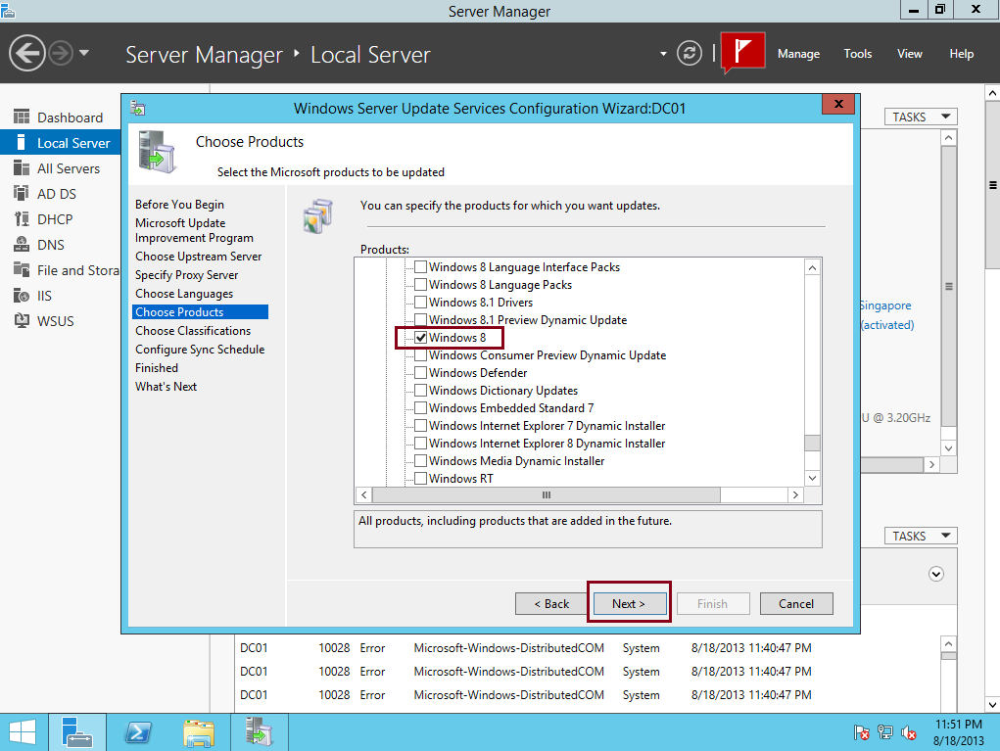 Server Manager
Server Manager ‣ Local Server
Manage Tools View Help
Dashboard
Local Server
All Servers
AD DS
DHCP
DNS
File and Stora
IIS
WSUS
TASKS
Windows Server Update Services Configuration Wizard:DC01
X
Choose Products
Select the Microsoft products to be updated
Before You Begin
Microsoft Update
Improvement Program
Choose Upstream Server
Specify Proxy Server
Choose Languages
Choose Products
Choose Classifications
Configure Sync Schedule
Finished
What's Next
You can specify the products for which you want updates.
Products:
Windows 8 Language Interface Packs
Windows 8 Language Packs
Windows 8.1 Drivers
Windows 8.1 Preview Dynamic Update
Windows 8
Windows Consumer Preview Dynamic Update
Windows Defender
Windows Dictionary Updates
Windows Embedded Standard 7
Windows Internet Explorer 7 Dynamic Installer
Windows Internet Explorer 8 Dynamic Installer
Windows Media Dynamic Installer
Windows RT
All products, including products that are added in the future.
< Back Next > Finish Cancel
Singapore
(activated)
U @ 3.20GHz
TASKS
DC01 10028 Error Microsoft-Windows-DistributedCOM System 8/18/2013 11:40:47 PM
DC01 10028 Error Microsoft-Windows-DistributedCOM System 8/18/2013 11:40:47 PM
DC01 10028 Error Microsoft-Windows-DistributedCOM System 8/18/2013 11:40:47 PM
11:51 PM
8/18/2013